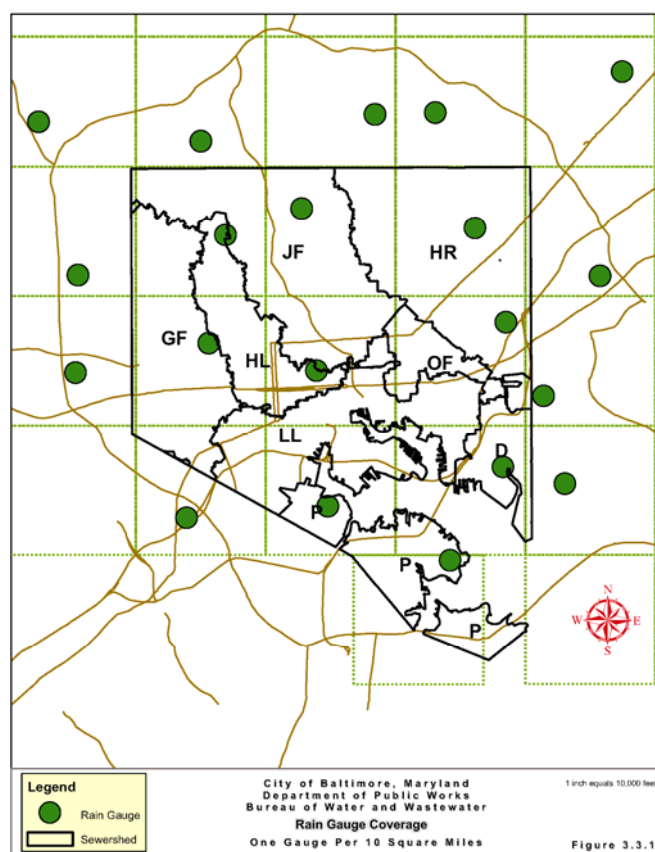 JF
HR
GF
HL
OF
LL
D
P
P
P
N
W
E
S
Legend
Rain Gauge
Sewershed
City of Baltimore, Maryland
Department of Public Works
Bureau of Water and Wastewater
Rain Gauge Coverage
One Gauge Per 10 Square Miles
1 inch equals 10,000 feet
Figure 3.3.1